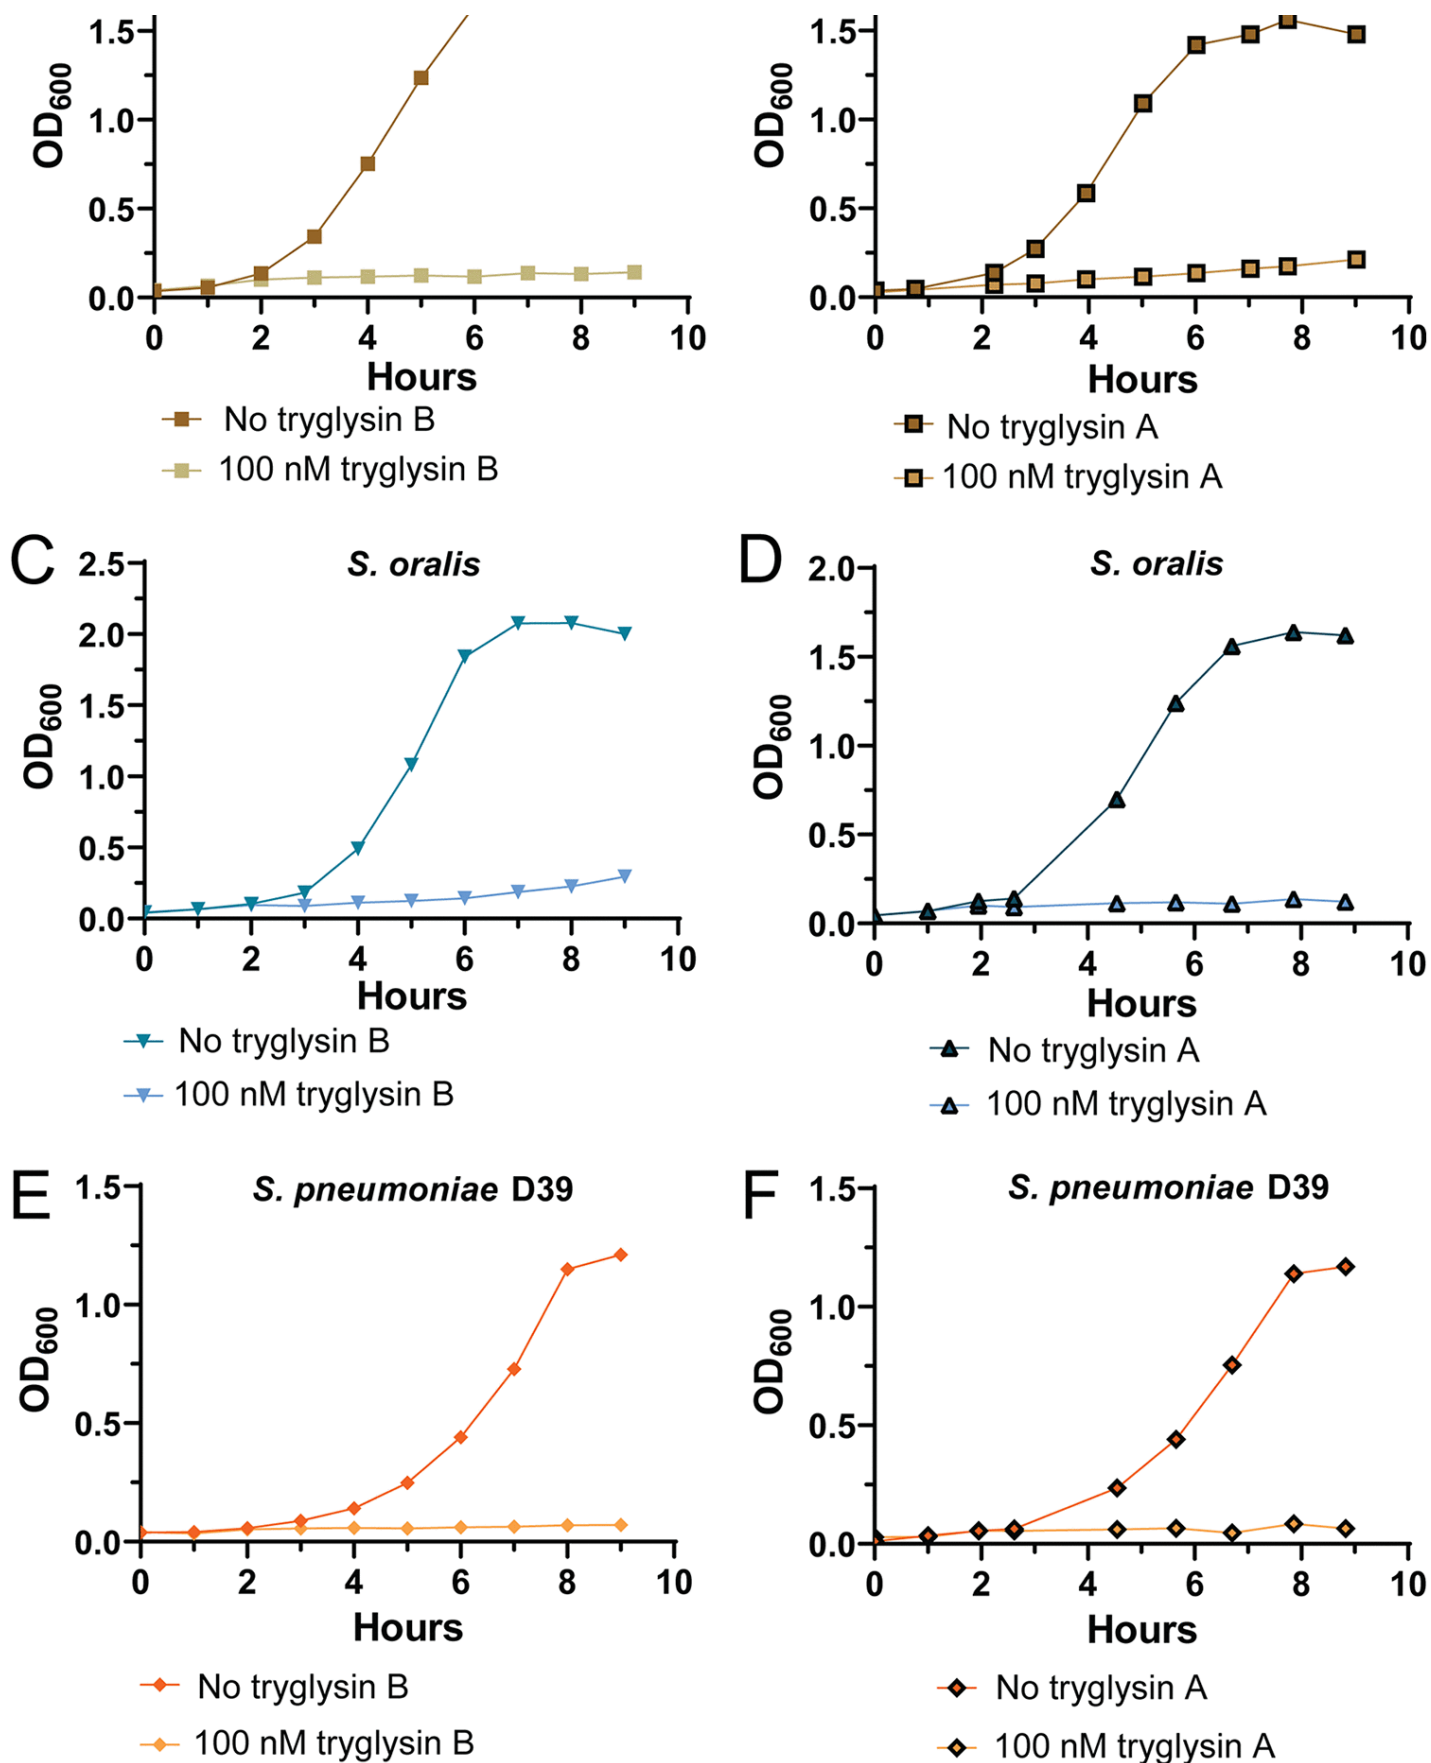 1.5
1.0
0.5
0.0
OD600
0 2 4 6 8 10
Hours
No tryglysin B
100 nM tryglysin B
1.5
1.0
0.5
0.0
OD600
0 2 4 6 8 10
Hours
No tryglysin A
100 nM tryglysin A
C
S. oralis
2.5
2.0
1.5
1.0
0.5
0.0
OD600
0 2 4 6 8 10
Hours
No tryglysin B
100 nM tryglysin B
D
S. oralis
2.0
1.5
1.0
0.5
0.0
OD600
0 2 4 6 8 10
Hours
No tryglysin A
100 nM tryglysin A
E
S. pneumoniae D39
1.5
1.0
0.5
0.0
OD600
0 2 4 6 8 10
Hours
No tryglysin B
100 nM tryglysin B
F
S. pneumoniae D39
1.5
1.0
0.5
0.0
OD600
0 2 4 6 8 10
Hours
No tryglysin A
100 nM tryglysin A